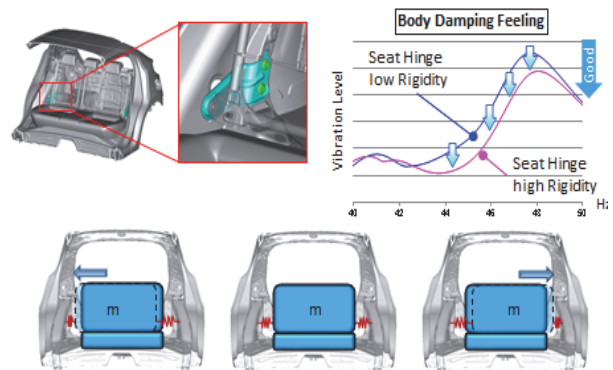 Body Damping Feeling
Seat Hinge
low Rigidity
Good
Vibration Level
Seat Hinge
high Rigidity
Hz
40 42 44 46 48 50
m m m